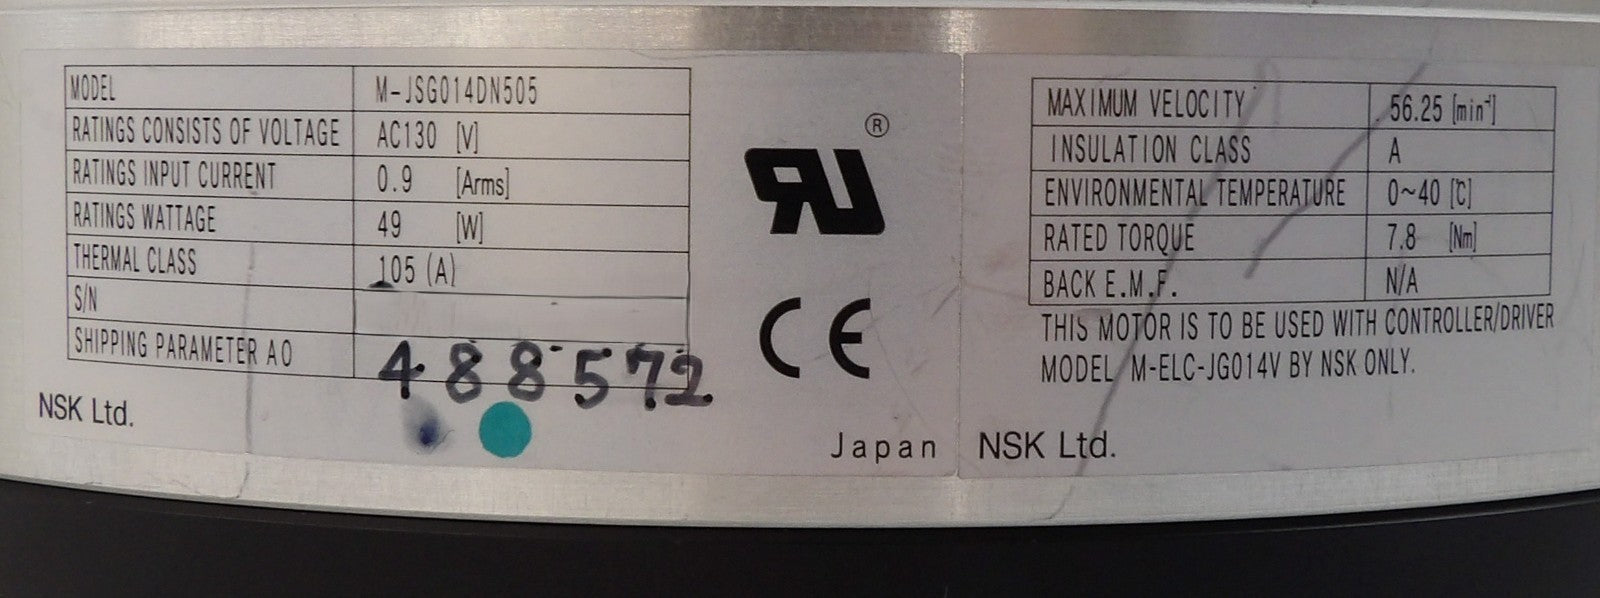 MODEL M-JSG014DN505
RATINGS CONSISTS OF VOLTAGE AC130 [V]
RATINGS INPUT CURRENT 0.9 [Arms]
RATINGS WATTAGE 49 [W]
THERMAL CLASS 105 (A)
S/N
SHIPPING PARAMETER A0 488572
NSK Ltd.
®
RU
CE
Japan
MAXIMUM VELOCITY 56.25 [min⁻¹]
INSULATION CLASS A
ENVIRONMENTAL TEMPERATURE 0~40 [℃]
RATED TORQUE 7.8 [Nm]
BACK E.M.F. N/A
THIS MOTOR IS TO BE USED WITH CONTROLLER/DRIVER
MODEL M-ELC-JG014V BY NSK ONLY.
NSK Ltd.